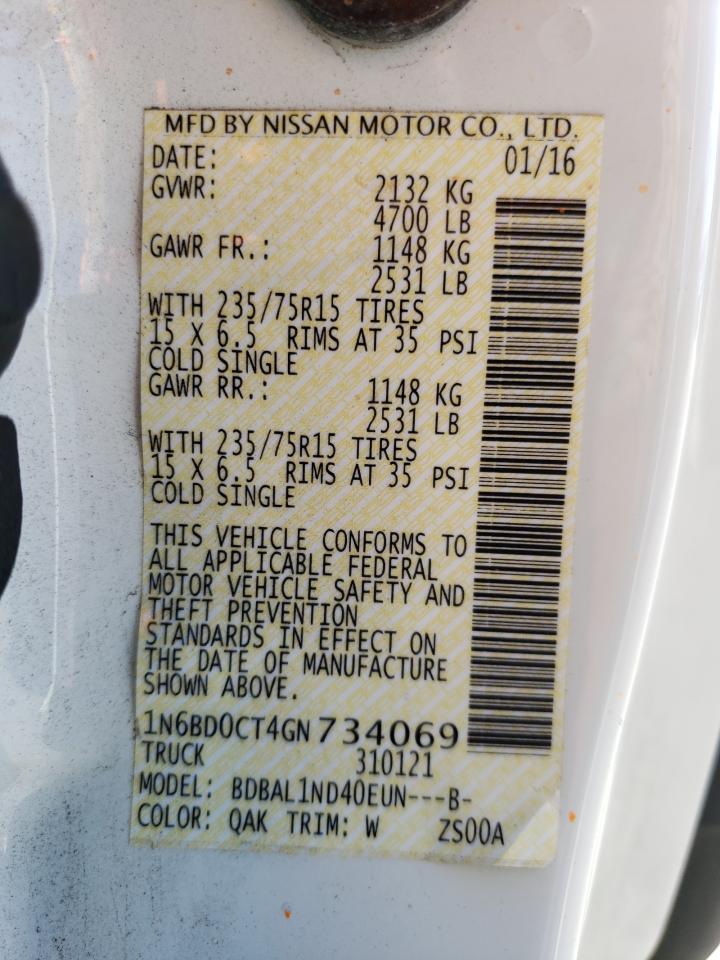 MFD BY NISSAN MOTOR CO., LTD.
DATE: 01/16
GVWR: 2132 KG
4700 LB
GAWR FR.: 1148 KG
2531 LB
WITH 235/75R15 TIRES
15 X 6.5 RIMS AT 35 PSI
COLD SINGLE
GAWR RR.: 1148 KG
2531 LB
WITH 235/75R15 TIRES
15 X 6.5 RIMS AT 35 PSI
COLD SINGLE
THIS VEHICLE CONFORMS TO
ALL APPLICABLE FEDERAL
MOTOR VEHICLE SAFETY AND
THEFT PREVENTION
STANDARDS IN EFFECT ON
THE DATE OF MANUFACTURE
SHOWN ABOVE.
1N6BD0CT4GN734069
TRUCK 310121
MODEL: BDBAL1ND40EUN---B-
COLOR: QAK TRIM: W ZS00A